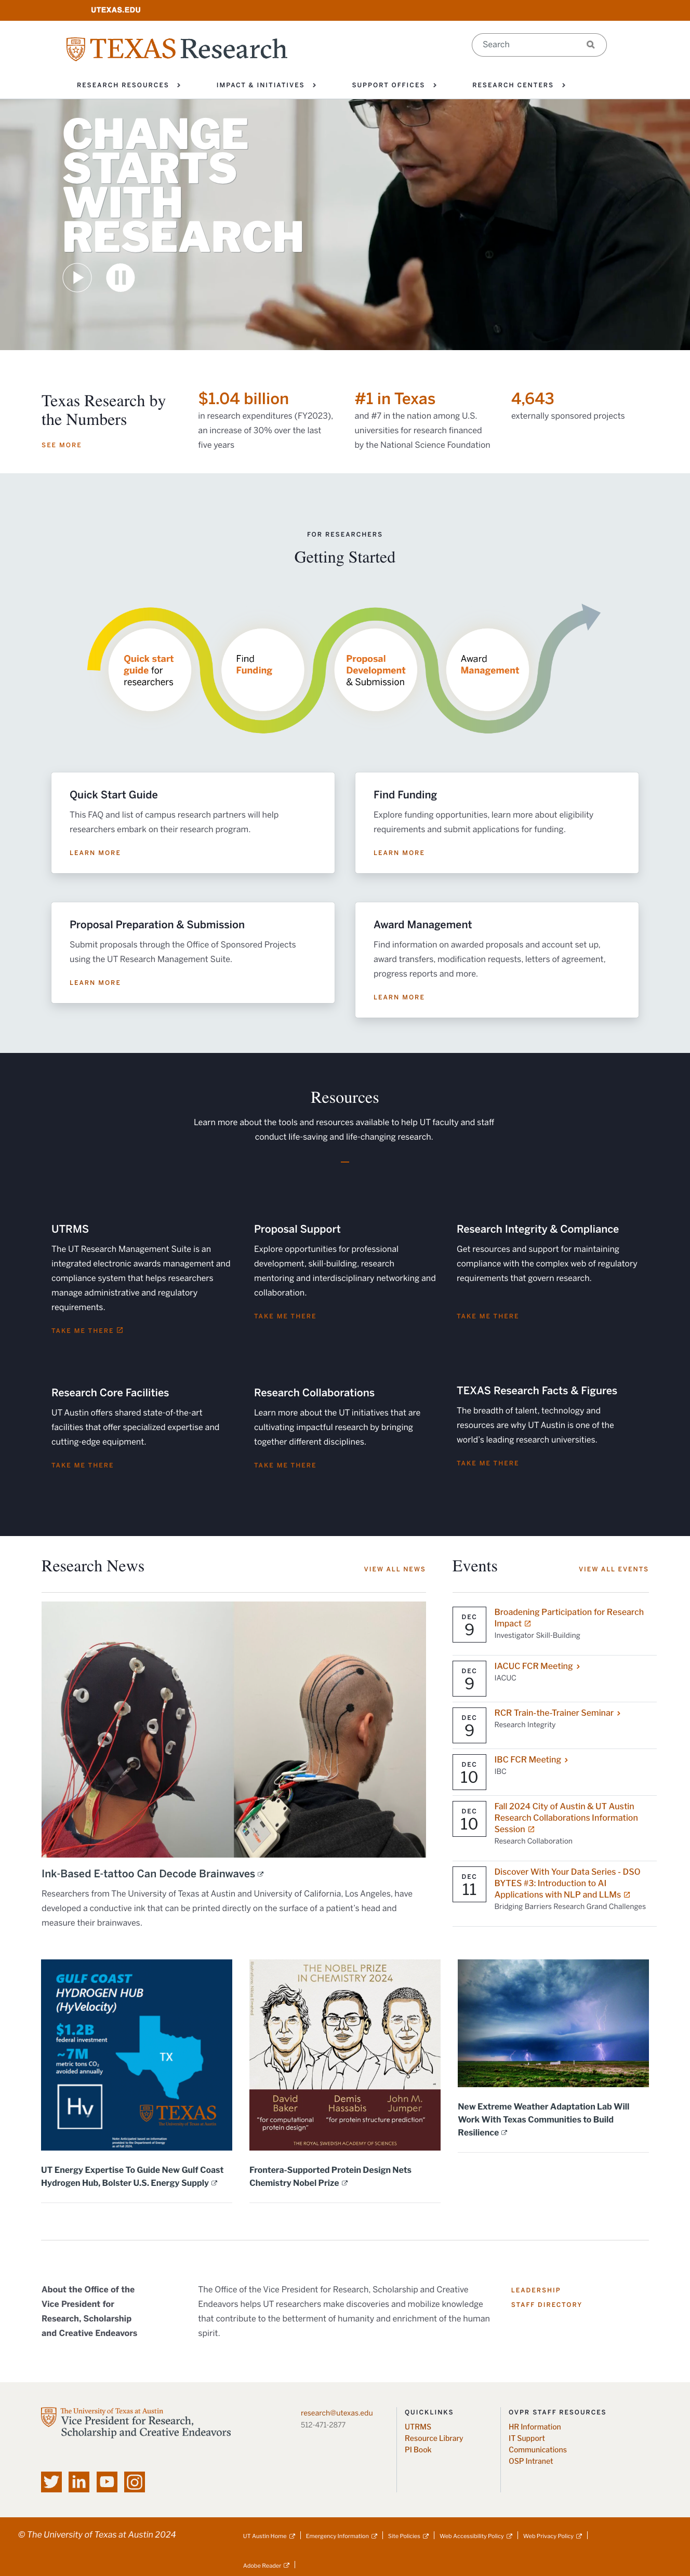 UTEXAS.EDU
TEXAS Research
Search
RESEARCH RESOURCES
IMPACT & INITIATIVES
SUPPORT OFFICES
RESEARCH CENTERS
CHANGE
STARTS
WITH
RESEARCH
Texas Research by
the Numbers
SEE MORE
$1.04 billion
in research expenditures (FY2023),
an increase of 30% over the last
five years
#1 in Texas
and #7 in the nation among U.S.
universities for research financed
by the National Science Foundation
4,643
externally sponsored projects
FOR RESEARCHERS
Getting Started
Quick start
guide for
researchers
Find
Funding
Proposal
Development
& Submission
Award
Management
Quick Start Guide
This FAQ and list of campus research partners will help
researchers embark on their research program.
LEARN MORE
Find Funding
Explore funding opportunities, learn more about eligibility
requirements and submit applications for funding.
LEARN MORE
Proposal Preparation & Submission
Submit proposals through the Office of Sponsored Projects
using the UT Research Management Suite.
LEARN MORE
Award Management
Find information on awarded proposals and account set up,
award transfers, modification requests, letters of agreement,
progress reports and more.
LEARN MORE
Resources
Learn more about the tools and resources available to help UT faculty and staff
conduct life-saving and life-changing research.
UTRMS
The UT Research Management Suite is an
integrated electronic awards management and
compliance system that helps researchers
manage administrative and regulatory
requirements.
TAKE ME THERE
Proposal Support
Explore opportunities for professional
development, skill-building, research
mentoring and interdisciplinary networking and
collaboration.
TAKE ME THERE
Research Integrity & Compliance
Get resources and support for maintaining
compliance with the complex web of regulatory
requirements that govern research.
TAKE ME THERE
Research Core Facilities
UT Austin offers shared state-of-the-art
facilities that offer specialized expertise and
cutting-edge equipment.
TAKE ME THERE
Research Collaborations
Learn more about the UT initiatives that are
cultivating impactful research by bringing
together different disciplines.
TAKE ME THERE
TEXAS Research Facts & Figures
The breadth of talent, technology and
resources are why UT Austin is one of the
world's leading research universities.
TAKE ME THERE
Research News
VIEW ALL NEWS
Ink-Based E-tattoo Can Decode Brainwaves
Researchers from The University of Texas at Austin and University of California, Los Angeles, have
developed a conductive ink that can be printed directly on the surface of a patient's head and
measure their brainwaves.
Events
VIEW ALL EVENTS
DEC
9
Broadening Participation for Research
Impact
Investigator Skill-Building
DEC
9
IACUC FCR Meeting
IACUC
DEC
9
RCR Train-the-Trainer Seminar
Research Integrity
DEC
10
IBC FCR Meeting
IBC
DEC
10
Fall 2024 City of Austin & UT Austin
Research Collaborations Information
Session
Research Collaboration
DEC
11
Discover With Your Data Series - DSO
BYTES #3: Introduction to AI
Applications with NLP and LLMs
Bridging Barriers Research Grand Challenges
GULF COAST
HYDROGEN HUB
(HyVelocity)
$1.2B
federal investment
~7M
metric tons CO₂
avoided annually
TX
Hv
TEXAS
UT Energy Expertise To Guide New Gulf Coast
Hydrogen Hub, Bolster U.S. Energy Supply
THE NOBEL PRIZE
IN CHEMISTRY 2024
David
Baker
"for computational
protein design"
Demis
Hassabis
John M.
Jumper
"for protein structure prediction"
THE ROYAL SWEDISH ACADEMY OF SCIENCES
Frontera-Supported Protein Design Nets
Chemistry Nobel Prize
New Extreme Weather Adaptation Lab Will
Work With Texas Communities to Build
Resilience
About the Office of the
Vice President for
Research, Scholarship
and Creative Endeavors
The Office of the Vice President for Research, Scholarship and Creative
Endeavors helps UT researchers make discoveries and mobilize knowledge
that contribute to the betterment of humanity and enrichment of the human
spirit.
LEADERSHIP
STAFF DIRECTORY
The University of Texas at Austin
Vice President for Research,
Scholarship and Creative Endeavors
research@utexas.edu
512-471-2877
QUICKLINKS
UTRMS
Resource Library
PI Book
OVPR STAFF RESOURCES
HR Information
IT Support
Communications
OSP Intranet
© The University of Texas at Austin 2024
UT Austin Home
Emergency Information
Site Policies
Web Accessibility Policy
Web Privacy Policy
Adobe Reader